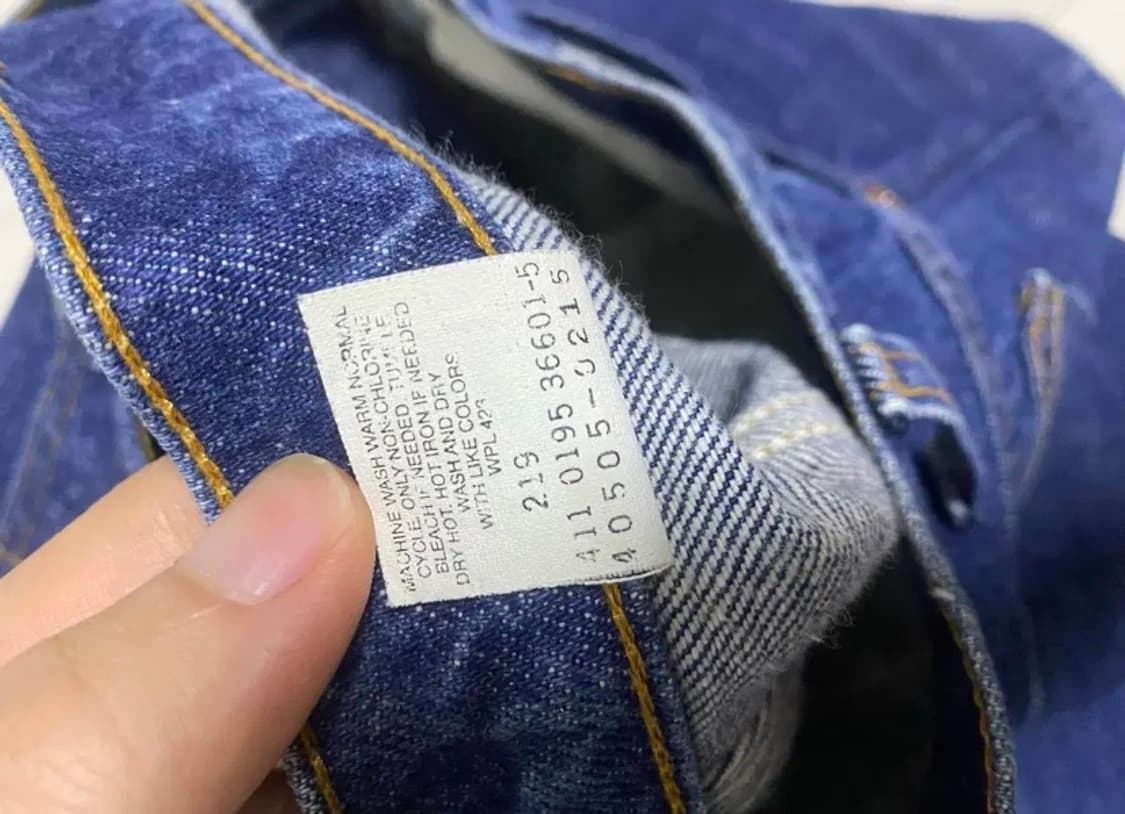 MACHINE WASH WARM NORMAL
CYCLE ONLY NON-CHLORINE
BLEACH IF NEEDED TUMBLE
DRY HOT. HOT IRON IF NEEDED
WASH AND DRY
WITH LIKE COLORS
WPL 423
219
411 0195 36601-5
40505-0215